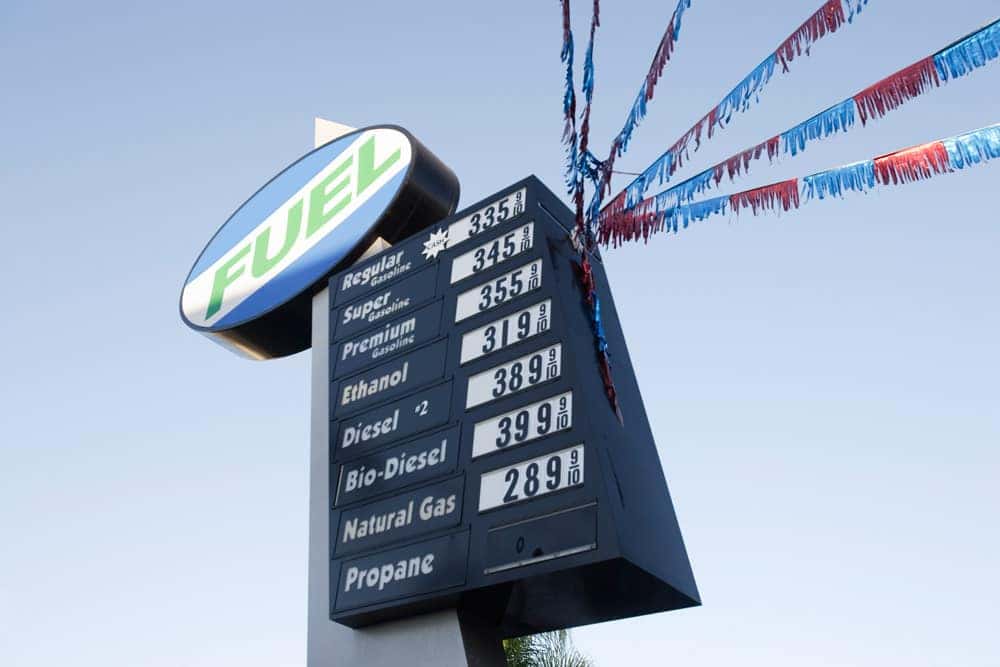 FUEL
CASH
Regular
Gasoline
335 9/10
Super
Gasoline
345 9/10
Premium
Gasoline
355 9/10
Ethanol
319 9/10
Diesel #2
389 9/10
Bio-Diesel
399 9/10
Natural Gas
289 9/10
Propane
0